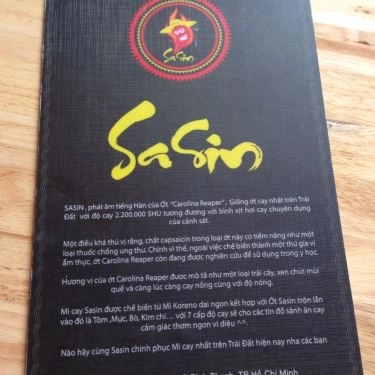 SaSin
SaSin
SASIN , phát âm tiếng Hàn của Ớt "Carolina Reaper" , Giống ớt cay nhất trên Trái
Đất với độ cay 2.200.000 SHU tương đương với bình xịt hơi cay chuyên dụng
của cảnh sát.
Một điều khá thú vị rằng, chất capsaicin trong loại ớt này có tiềm năng như một
loại thuốc chống ung thư. Chính vì thế, ngoài việc chế biến thành một thứ gia vị
ẩm thực, ớt Carolina Reaper còn đang được nghiên cứu để sử dụng trong y học.
Hương vị của ớt Carolina Reaper được mô tả như một loại trái cây, xen chút mùi
quế và càng lúc càng cay nồng cùng với độ nóng.
Mì cay Sasin được chế biến từ Mì Koreno dai ngon kết hợp với Ớt Sasin trộn lẫn
vào đó là Tôm ,Mực, Bò, Kim chi… với 7 cấp độ cay sẽ cho các tín đồ sành ăn cay
cảm giác thơm ngon vi diệu ^^.
Nào hãy cùng Sasin chinh phục Mì cay nhất trên Trái Đất hiện nay nha các bạn
TP Hồ Chí Minh